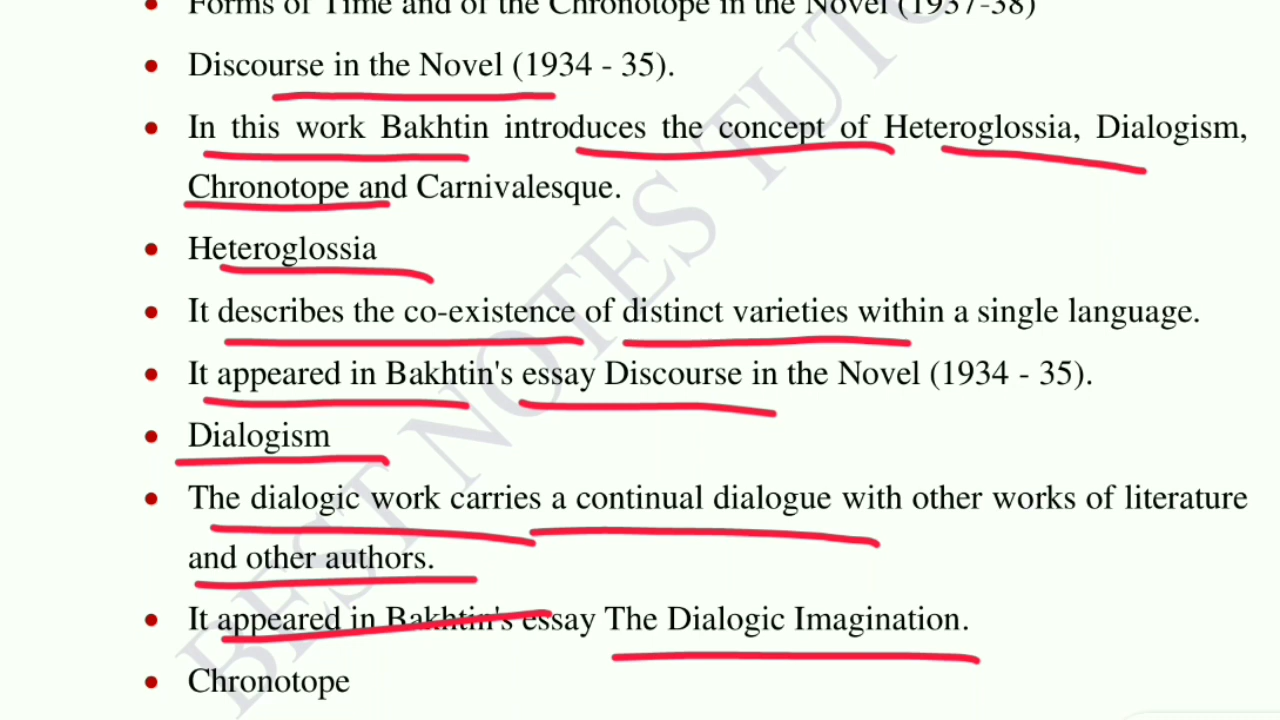 • Forms of Time and of the Chronotope in the Novel (1937-38)
• Discourse in the Novel (1934 - 35).
• In this work Bakhtin introduces the concept of Heteroglossia, Dialogism,
Chronotope and Carnivalesque.
• Heteroglossia
• It describes the co-existence of distinct varieties within a single language.
• It appeared in Bakhtin's essay Discourse in the Novel (1934 - 35).
• Dialogism
• The dialogic work carries a continual dialogue with other works of literature
and other authors.
• It appeared in Bakhtin's essay The Dialogic Imagination.
• Chronotope
BEST NOTES TUTO